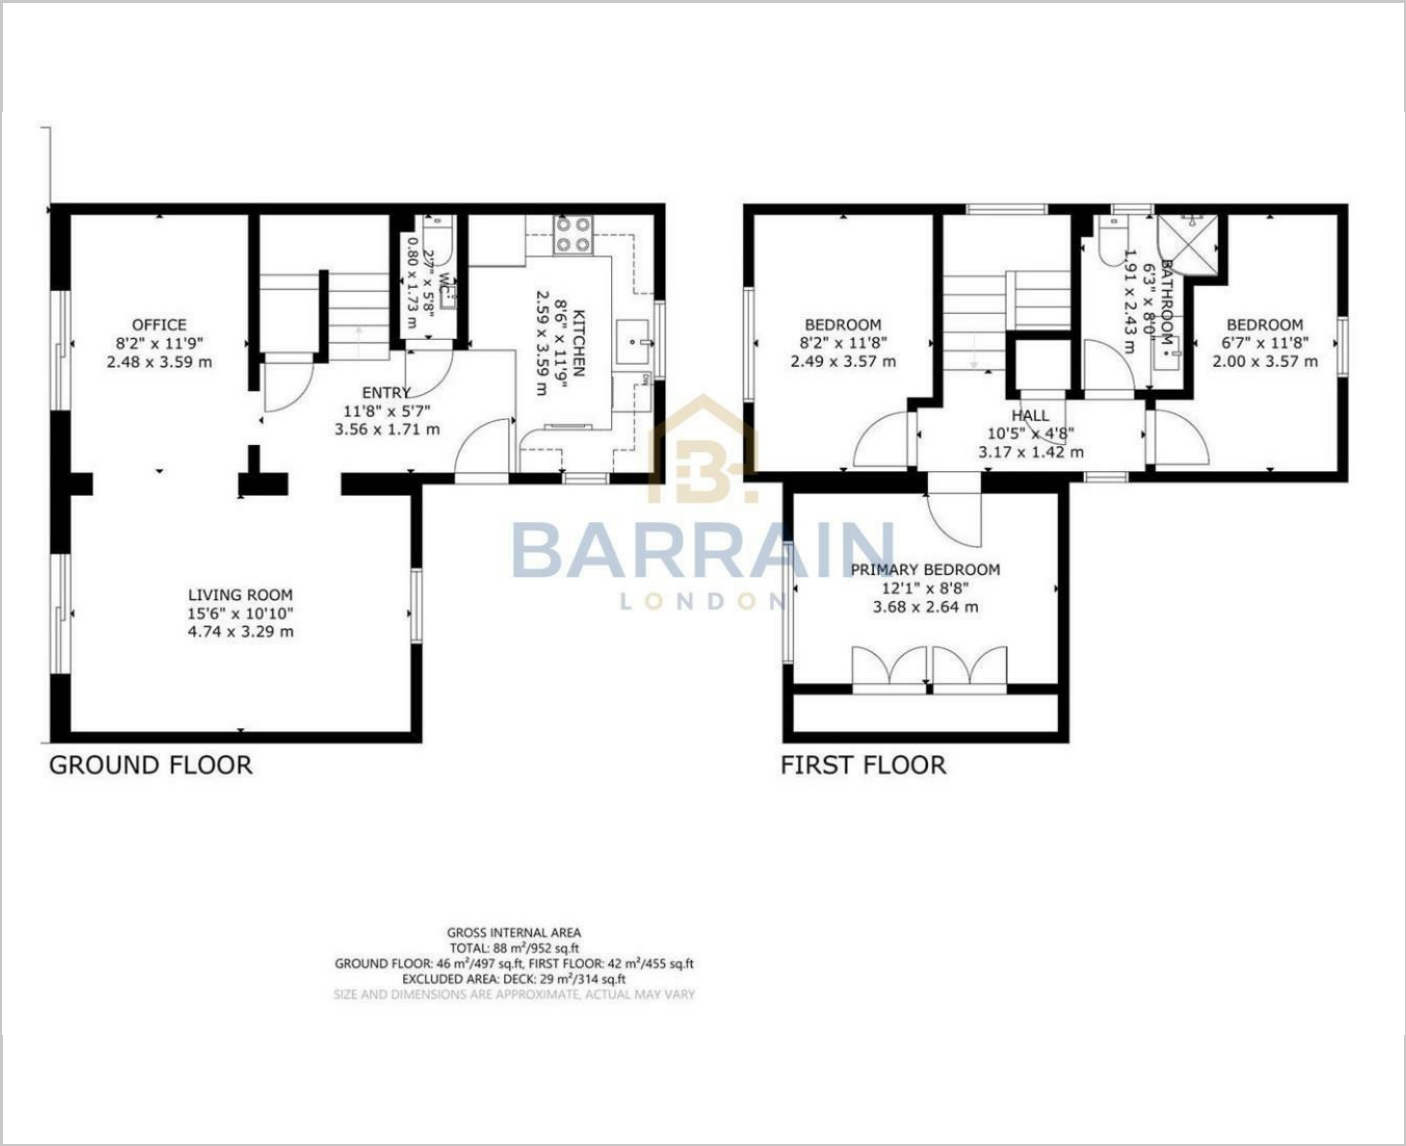 OFFICE
8'2" x 11'9"
2.48 x 3.59 m
WC
2'7" x 5'8"
0.80 x 1.73 m
KITCHEN
8'6" x 11'9"
2.59 x 3.59 m
ENTRY
11'8" x 5'7"
3.56 x 1.71 m
LIVING ROOM
15'6" x 10'10"
4.74 x 3.29 m
GROUND FLOOR
BEDROOM
8'2" x 11'8"
2.49 x 3.57 m
BATHROOM
6'3" x 8'0"
1.91 x 2.43 m
BEDROOM
6'7" x 11'8"
2.00 x 3.57 m
HALL
10'5" x 4'8"
3.17 x 1.42 m
PRIMARY BEDROOM
12'1" x 8'8"
3.68 x 2.64 m
FIRST FLOOR
B
BARRAIN
LONDON
GROSS INTERNAL AREA
TOTAL: 88 m²/952 sq.ft
GROUND FLOOR: 46 m²/497 sq.ft, FIRST FLOOR: 42 m²/455 sq.ft
EXCLUDED AREA: DECK: 29 m²/314 sq.ft
SIZE AND DIMENSIONS ARE APPROXIMATE, ACTUAL MAY VARY